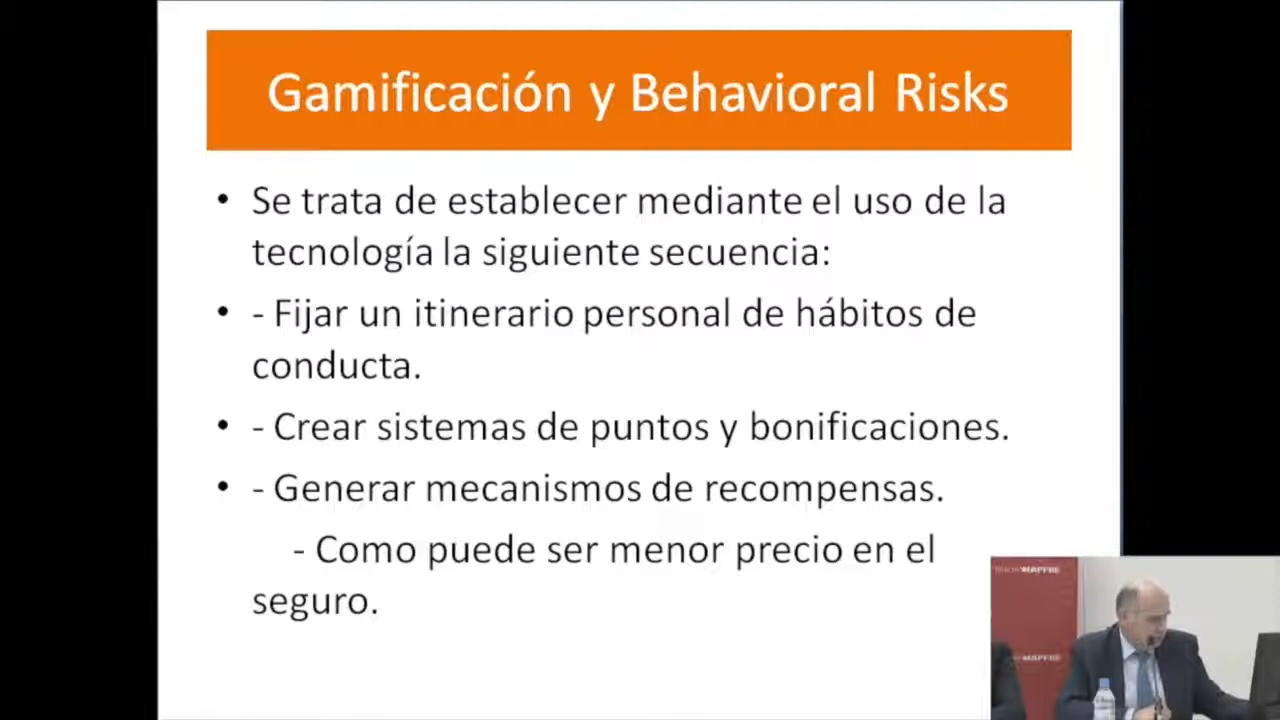 Gamificación y Behavioral Risks
• Se trata de establecer mediante el uso de la
tecnología la siguiente secuencia:
• - Fijar un itinerario personal de hábitos de
conducta.
• - Crear sistemas de puntos y bonificaciones.
• - Generar mecanismos de recompensas.
- Como puede ser menor precio en el
seguro.
MAPFRE
MAPFRE